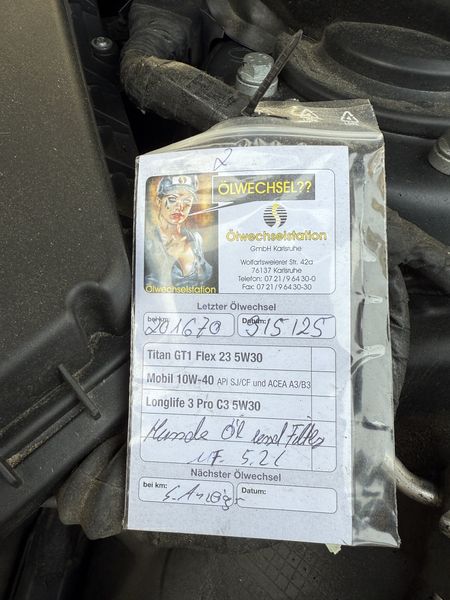 2
ÖLWECHSEL??
Ölwechselstation
GmbH Karlsruhe
Wolfartsweierer Str. 42a
76137 Karlsruhe
Telefon: 07 21/9 64 30-0
Fax: 07 21/9 64 30-30
Ölwechselstation
Letzter Ölwechsel
bei km: 201670 Datum: 315125
Titan GT1 Flex 23 5W30
Mobil 10W-40 API SJ/CF und ACEA A3/B3
Longlife 3 Pro C3 5W30
Öl und
5.2L
Nächster Ölwechsel
bei km: Datum: